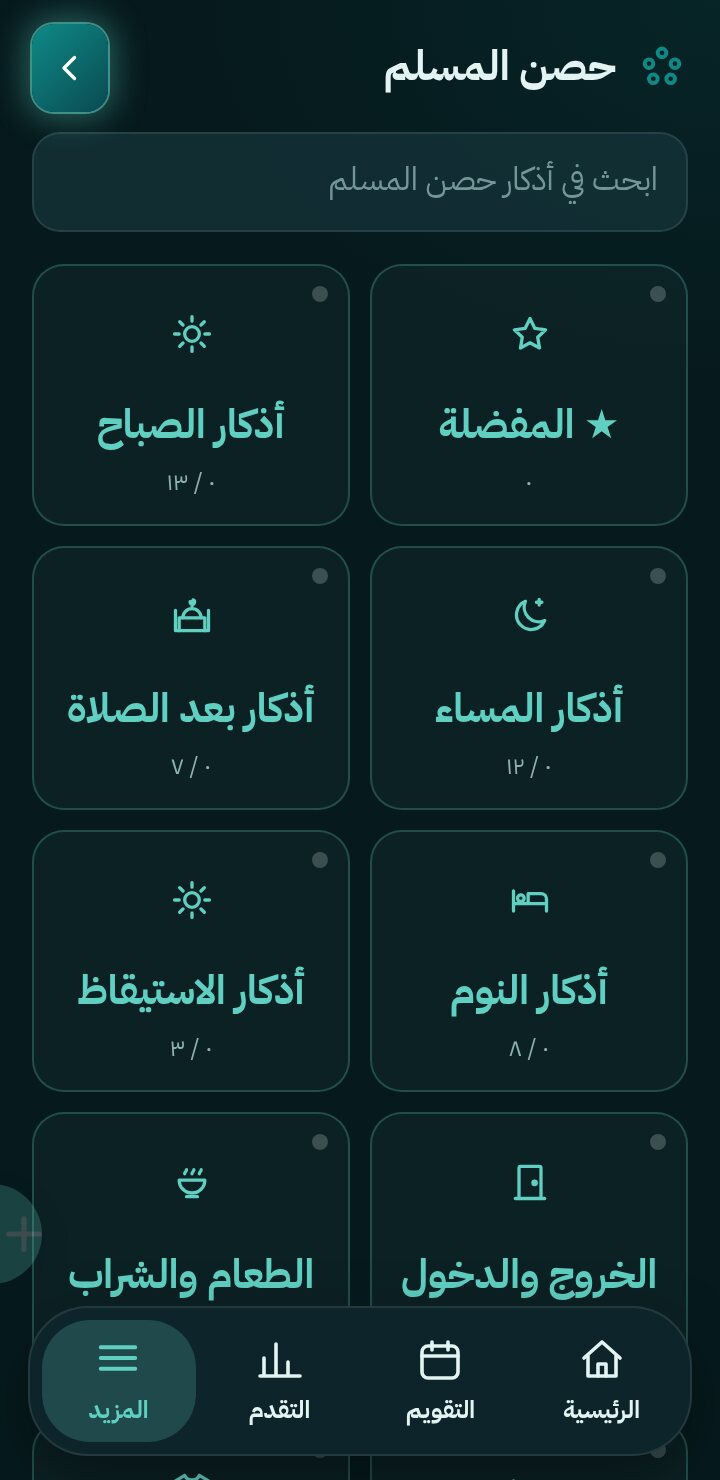 حصن المسلم
ابحث في أذكار حصن المسلم
★ المفضلة
٠
أذكار الصباح
٠ / ١٣
أذكار المساء
٠ / ١٢
أذكار بعد الصلاة
٠ / ٧
أذكار النوم
٠ / ٨
أذكار الاستيقاظ
٠ / ٣
الخروج والدخول
الطعام والشراب
الرئيسية
التقويم
التقدم
المزيد